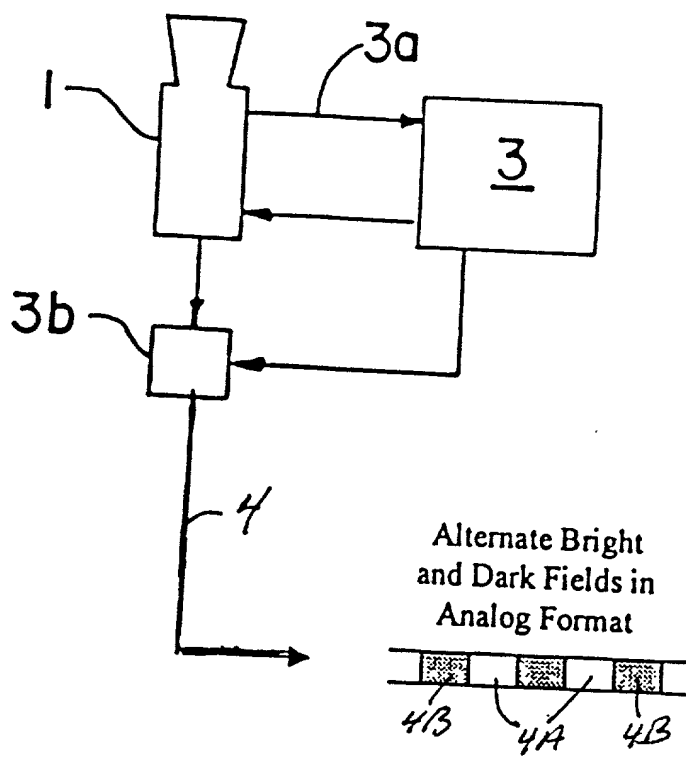 3a
1
3
3b
4
Alternate Bright
and Dark Fields in
Analog Format
4B 4A 4B